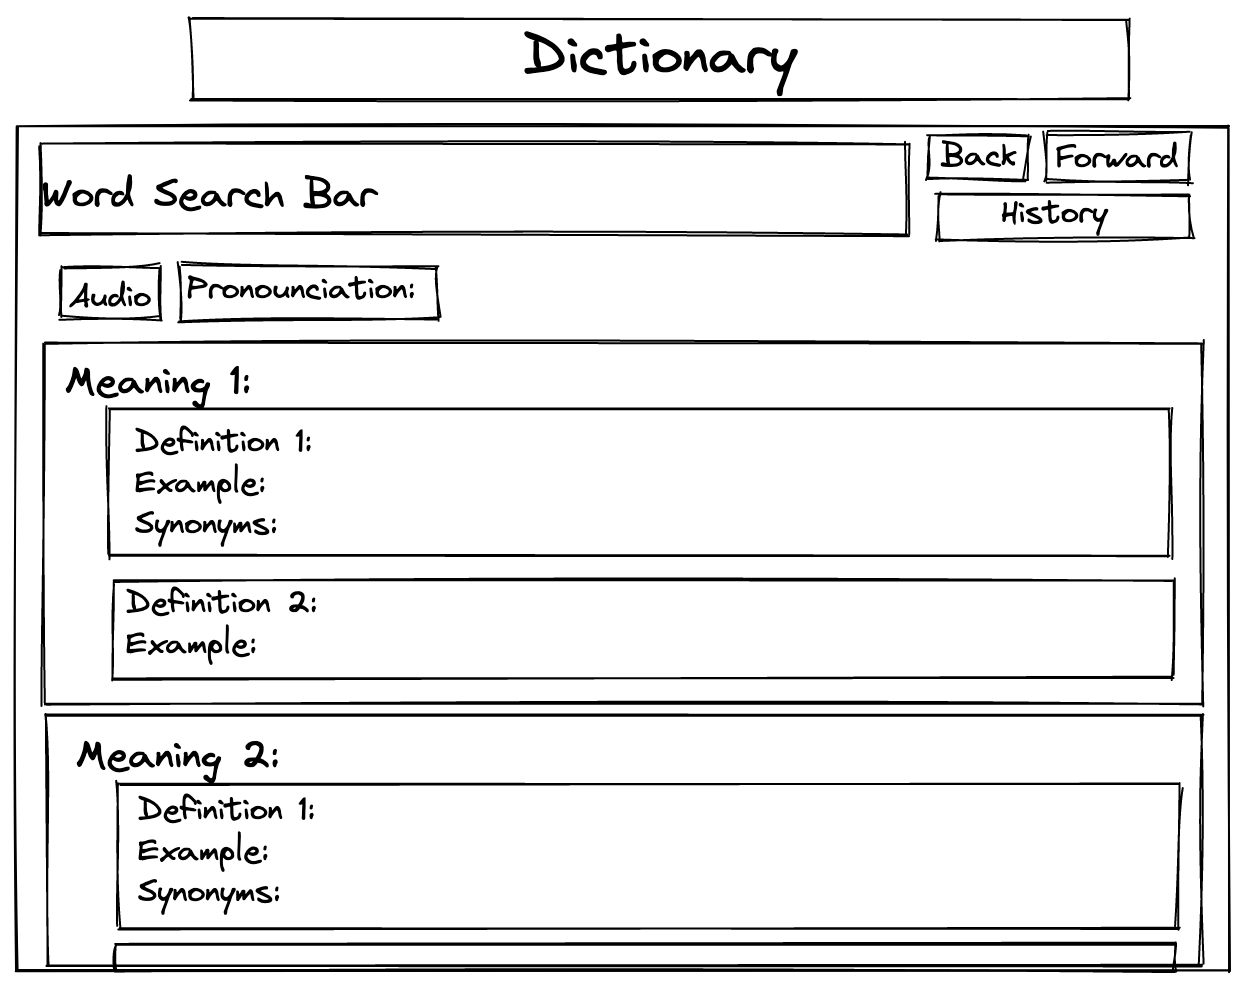 Dictionary
Word Search Bar
Back
Forward
History
Audio
Pronounciation:
Meaning 1:
Definition 1:
Example:
Synonyms:
Definition 2:
Example:
Meaning 2:
Definition 1:
Example:
Synonyms: